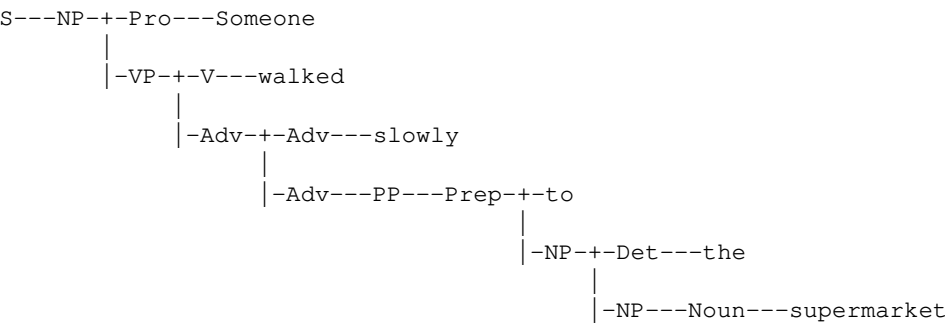 S---NP-+-Pro---Someone
|
|-VP-+-V---walked
|
|-Adv-+-Adv---slowly
|
|-Adv---PP---Prep-+-to
|
|-NP-+-Det---the
|
|-NP---Noun---supermarket